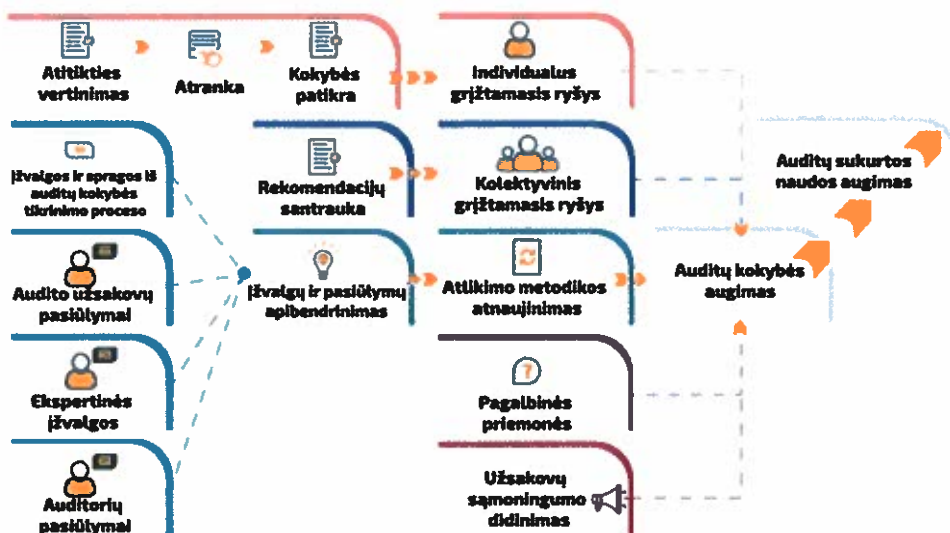 Atitikties
vertinimas
Atranka
Kokybės
patikra
Individualus
grįžtamasis ryšys
Įžvalgos ir spragos iš
auditų kokybės
tikrinimo proceso
Rekomendacijų
santrauka
Kolektyvinis
grįžtamasis ryšys
Auditų sukurtos
naudos augimas
Audito užsakovų
pasiūlymai
Įžvalgų ir pasiūlymų
apibendrinimas
Atlikimo metodikos
atnaujinimas
Auditų kokybės
augimas
Ekspertinės
įžvalgos
?
Pagalbinės
priemonės
Auditorių
pasiūlymai
Užsakovų
sąmoningumo
didinimas